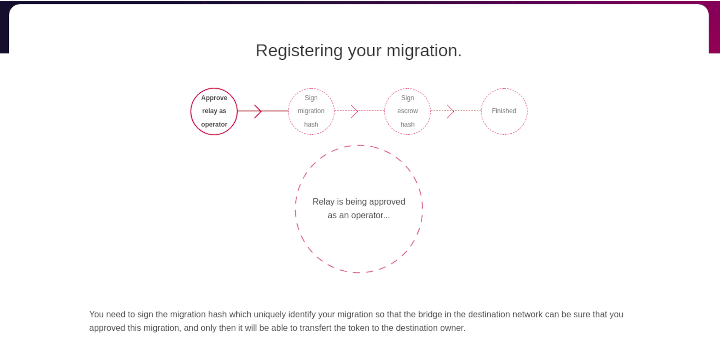 Registering your migration.
Approve
relay as
operator
Sign
migration
hash
Sign
escrow
hash
Finished
Relay is being approved
as an operator...
You need to sign the migration hash which uniquely identify your migration so that the bridge in the destination network can be sure that you
approved this migration, and only then it will be able to transfert the token to the destination owner.